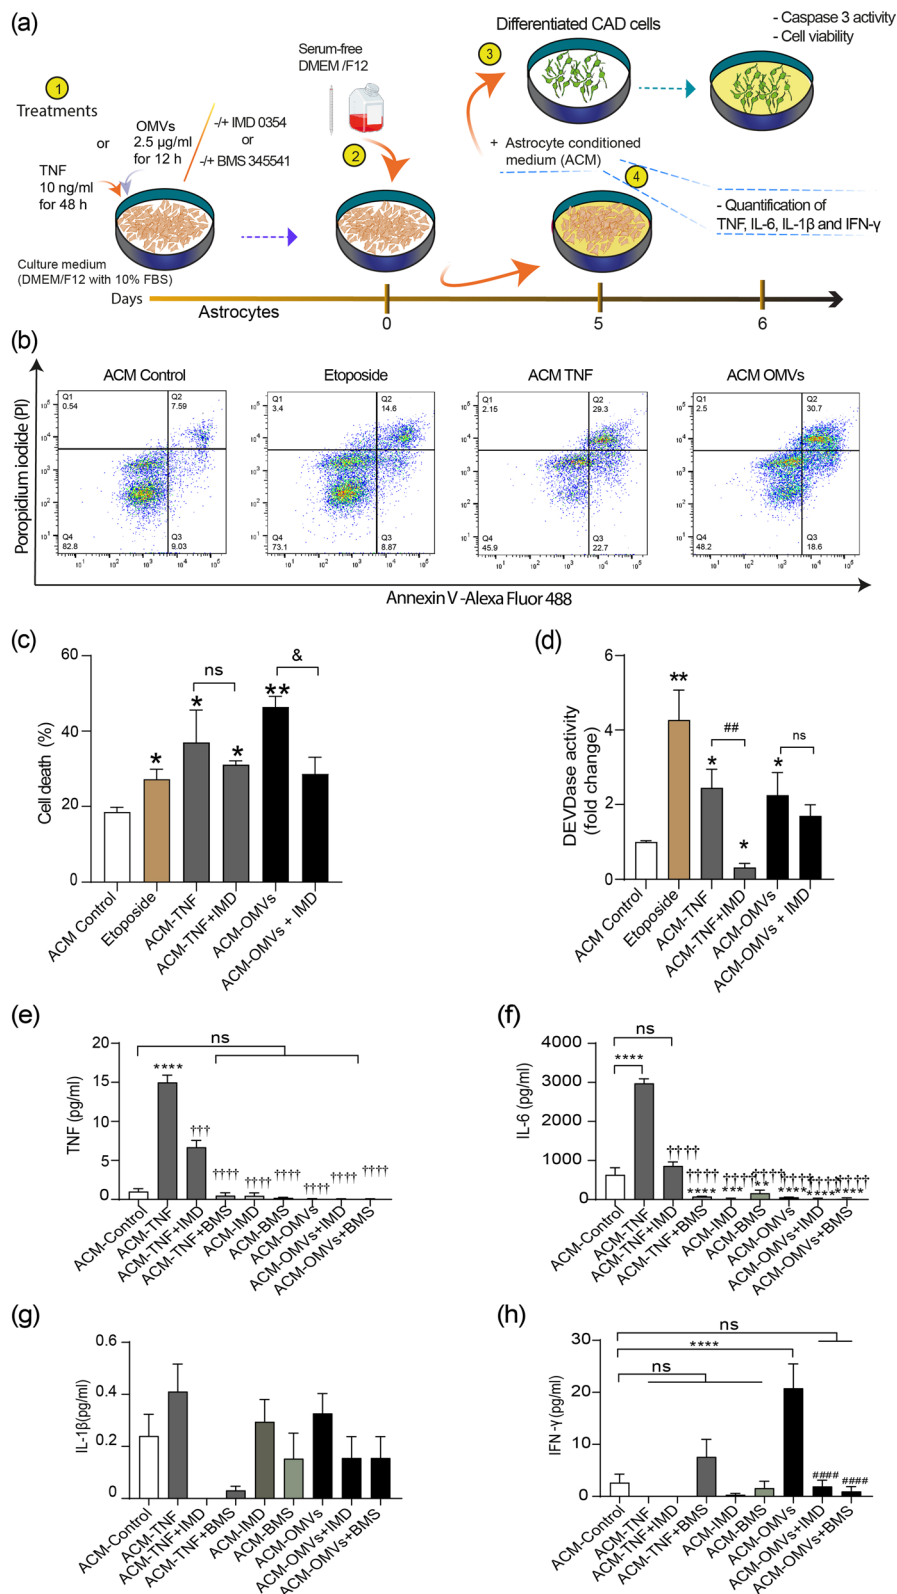 (a)
Differentiated CAD cells
- Caspase 3 activity
- Cell viability
1
Treatments
or
OMVs
2.5 μg/ml
for 12 h
TNF
10 ng/ml
for 48 h
-/+ IMD 0354
or
-/+ BMS 345541
Serum-free
DMEM /F12
2
3
+ Astrocyte conditioned
medium (ACM)
4
- Quantification of
TNF, IL-6, IL-1β and IFN-γ
Culture medium
(DMEM/F12 with 10% FBS)
Days
Astrocytes
0
5
6
(b)
ACM Control
Etoposide
ACM TNF
ACM OMVs
Poropidium iodide (PI)
Q1
0.54
Q2
7.59
Q4
82.8
Q3
9.03
Q1
3.4
Q2
14.6
Q4
73.1
Q3
8.87
Q1
2.15
Q2
29.3
Q4
45.9
Q3
22.7
Q1
2.5
Q2
30.7
Q4
48.2
Q3
18.6
Annexin V -Alexa Fluor 488
(c)
Cell death (%)
60
40
20
0
* * ns * ** &
ACM Control
Etoposide
ACM-TNF
ACM-TNF+IMD
ACM-OMVs
ACM-OMVs + IMD
(d)
DEVDase activity
(fold change)
6
4
2
0
** * ## * * ns
ACM Control
Etoposide
ACM-TNF
ACM-TNF+IMD
ACM-OMVs
ACM-OMVs + IMD
(e)
TNF (pg/ml)
20
15
10
5
0
ns
**** ††† †††† †††† †††† †††† †††† ††††
ACM-Control
ACM-TNF
ACM-TNF+IMD
ACM-TNF+BMS
ACM-IMD
ACM-BMS
ACM-OMVs
ACM-OMVs+IMD
ACM-OMVs+BMS
(f)
IL-6 (pg/ml)
4000
3000
2000
1000
0
ns
****
†††† †††† †††† †††† †††† †††† ††††
**** *** ** **** **** ****
ACM-Control
ACM-TNF
ACM-TNF+IMD
ACM-TNF+BMS
ACM-IMD
ACM-BMS
ACM-OMVs
ACM-OMVs+IMD
ACM-OMVs+BMS
(g)
IL-1β(pg/ml)
0.6
0.4
0.2
0
ACM-Control
ACM-TNF
ACM-TNF+IMD
ACM-TNF+BMS
ACM-IMD
ACM-BMS
ACM-OMVs
ACM-OMVs+IMD
ACM-OMVs+BMS
(h)
IFN-γ(pg/ml)
30
20
10
0
ns
****
ns
#### ####
ACM-Control
ACM-TNF
ACM-TNF+IMD
ACM-TNF+BMS
ACM-IMD
ACM-BMS
ACM-OMVs
ACM-OMVs+IMD
ACM-OMVs+BMS